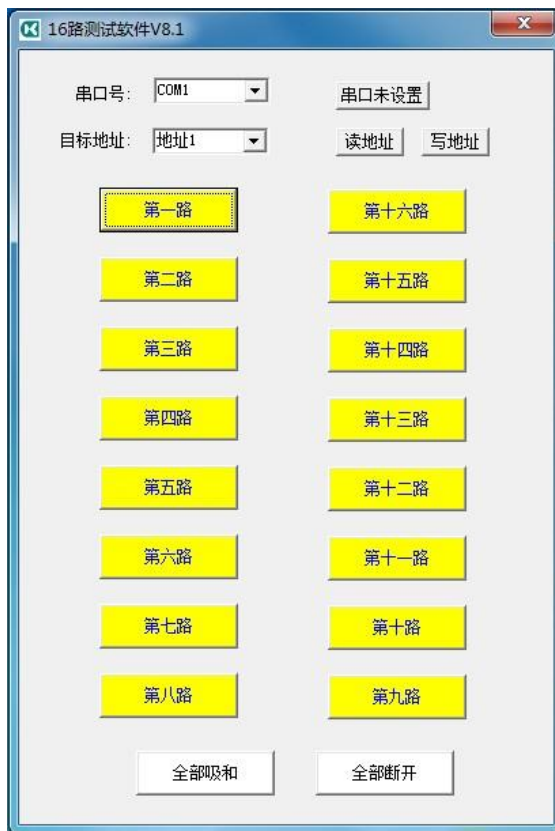 16路测试软件V8.1
串口号: COM1 串口未设置
目标地址: 地址1 读地址 写地址
第一路 第十六路
第二路 第十五路
第三路 第十四路
第四路 第十三路
第五路 第十二路
第六路 第十一路
第七路 第十路
第八路 第九路
全部吸和 全部断开